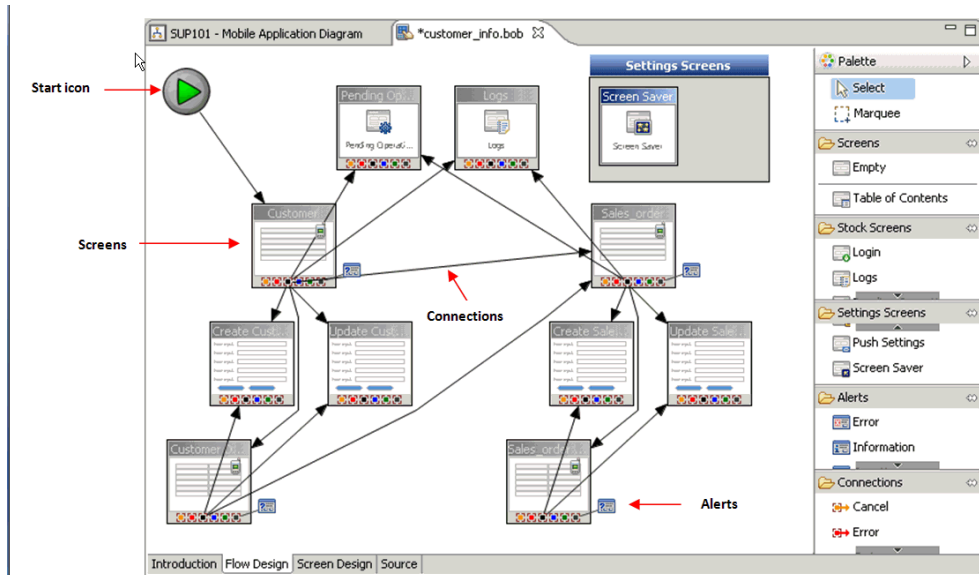 SUP101 - Mobile Application Diagram
*customer_info.bob
Start icon
Screens
Connections
Alerts
Pending Op...
Pending Operati...
Logs
Logs
Settings Screens
Screen Saver
Screen Saver
Customer
Sales_order
Create Cust...
Update Cust...
Create Sale...
Update Sale...
Customer
Sales_order
Palette
Select
Marquee
Screens
Empty
Table of Contents
Stock Screens
Login
Logs
Settings Screens
Push Settings
Screen Saver
Alerts
Error
Information
Connections
Cancel
Error
Introduction
Flow Design
Screen Design
Source